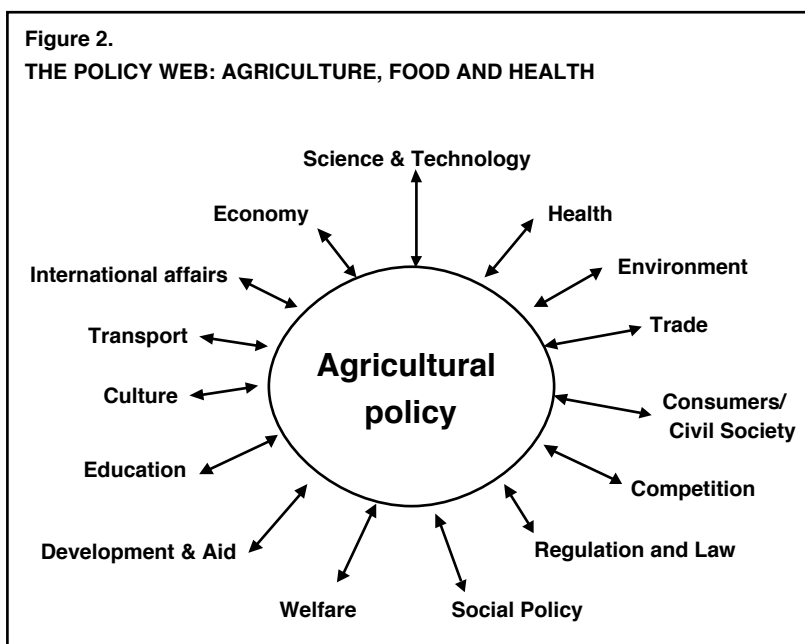 Figure 2.
THE POLICY WEB: AGRICULTURE, FOOD AND HEALTH
Science & Technology
Economy
Health
International affairs
Environment
Transport
Trade
Agricultural
policy
Culture
Consumers/
Civil Society
Education
Competition
Development & Aid
Regulation and Law
Welfare
Social Policy